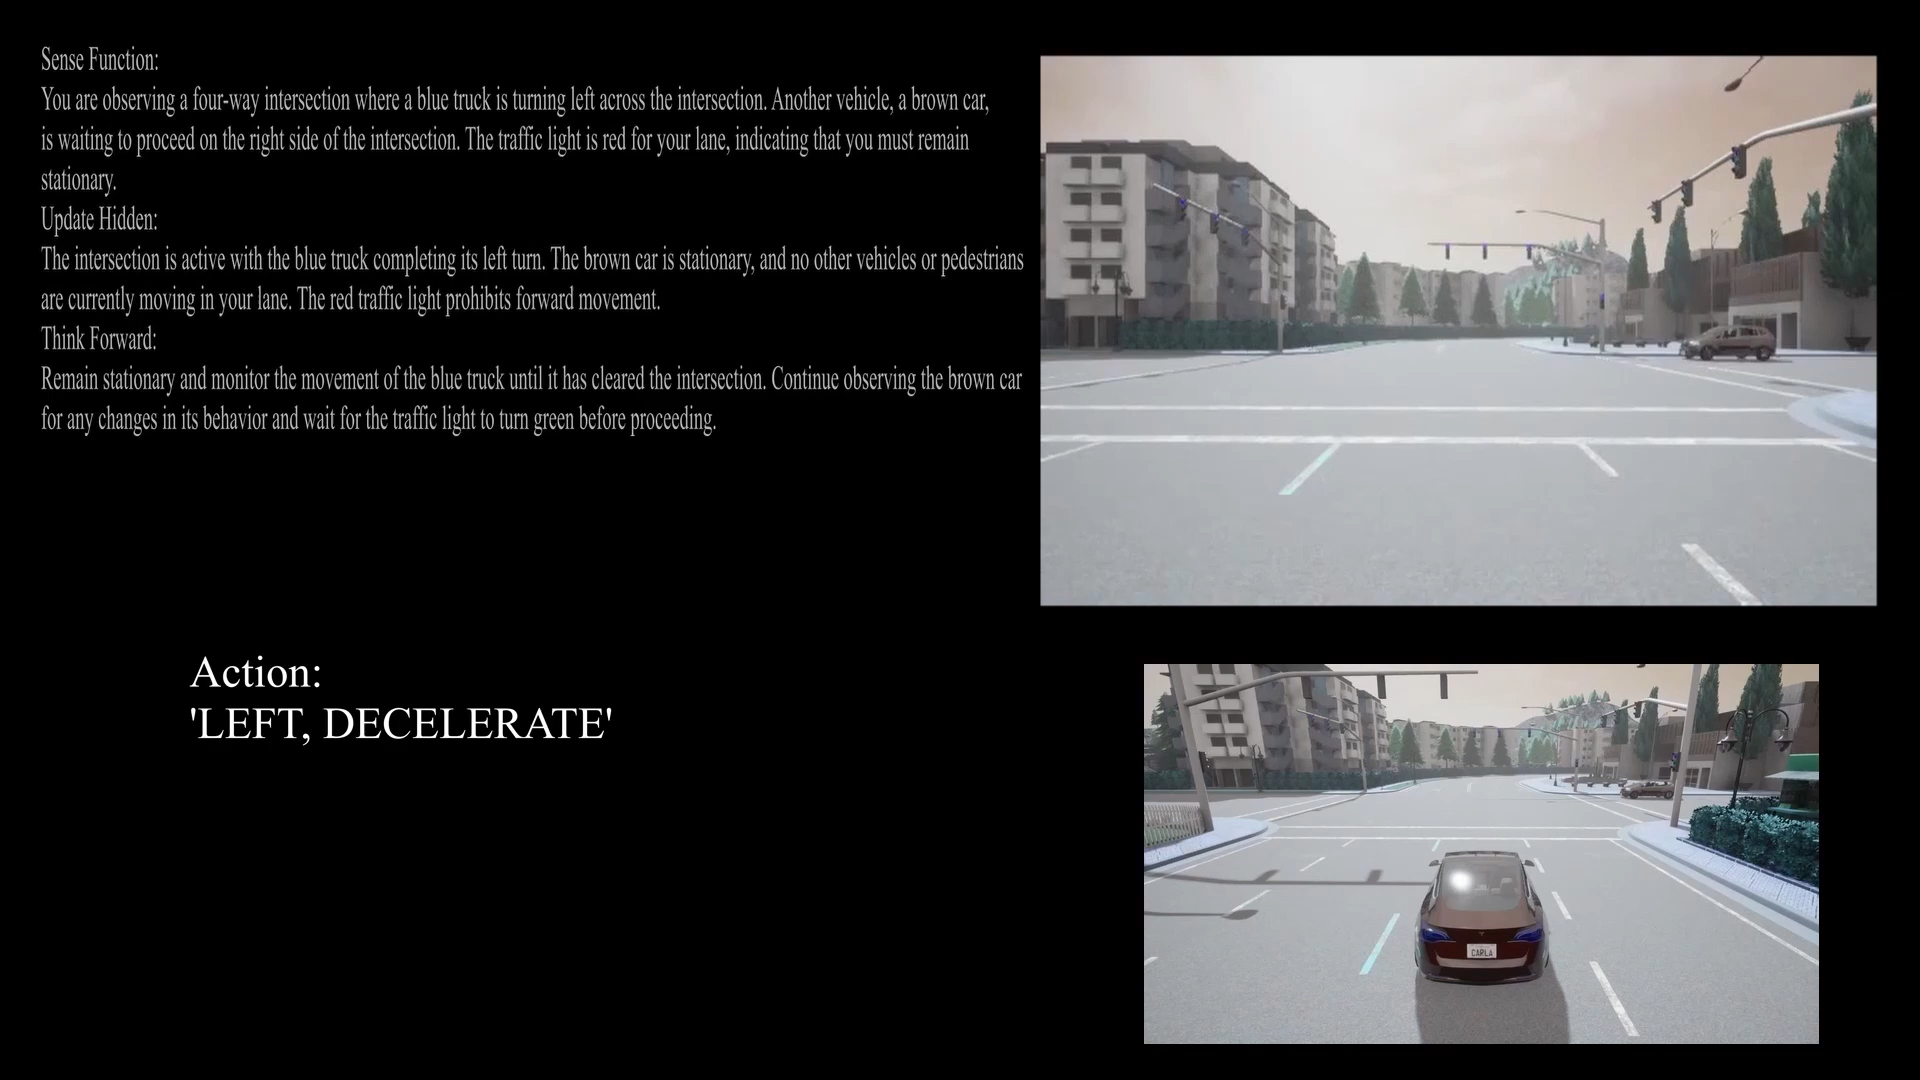 Sense Function:
You are observing a four-way intersection where a blue truck is turning left across the intersection. Another vehicle, a brown car,
is waiting to proceed on the right side of the intersection. The traffic light is red for your lane, indicating that you must remain
stationary.
Update Hidden:
The intersection is active with the blue truck completing its left turn. The brown car is stationary, and no other vehicles or pedestrians
are currently moving in your lane. The red traffic light prohibits forward movement.
Think Forward:
Remain stationary and monitor the movement of the blue truck until it has cleared the intersection. Continue observing the brown car
for any changes in its behavior and wait for the traffic light to turn green before proceeding.
Action:
'LEFT, DECELERATE'
CARLA